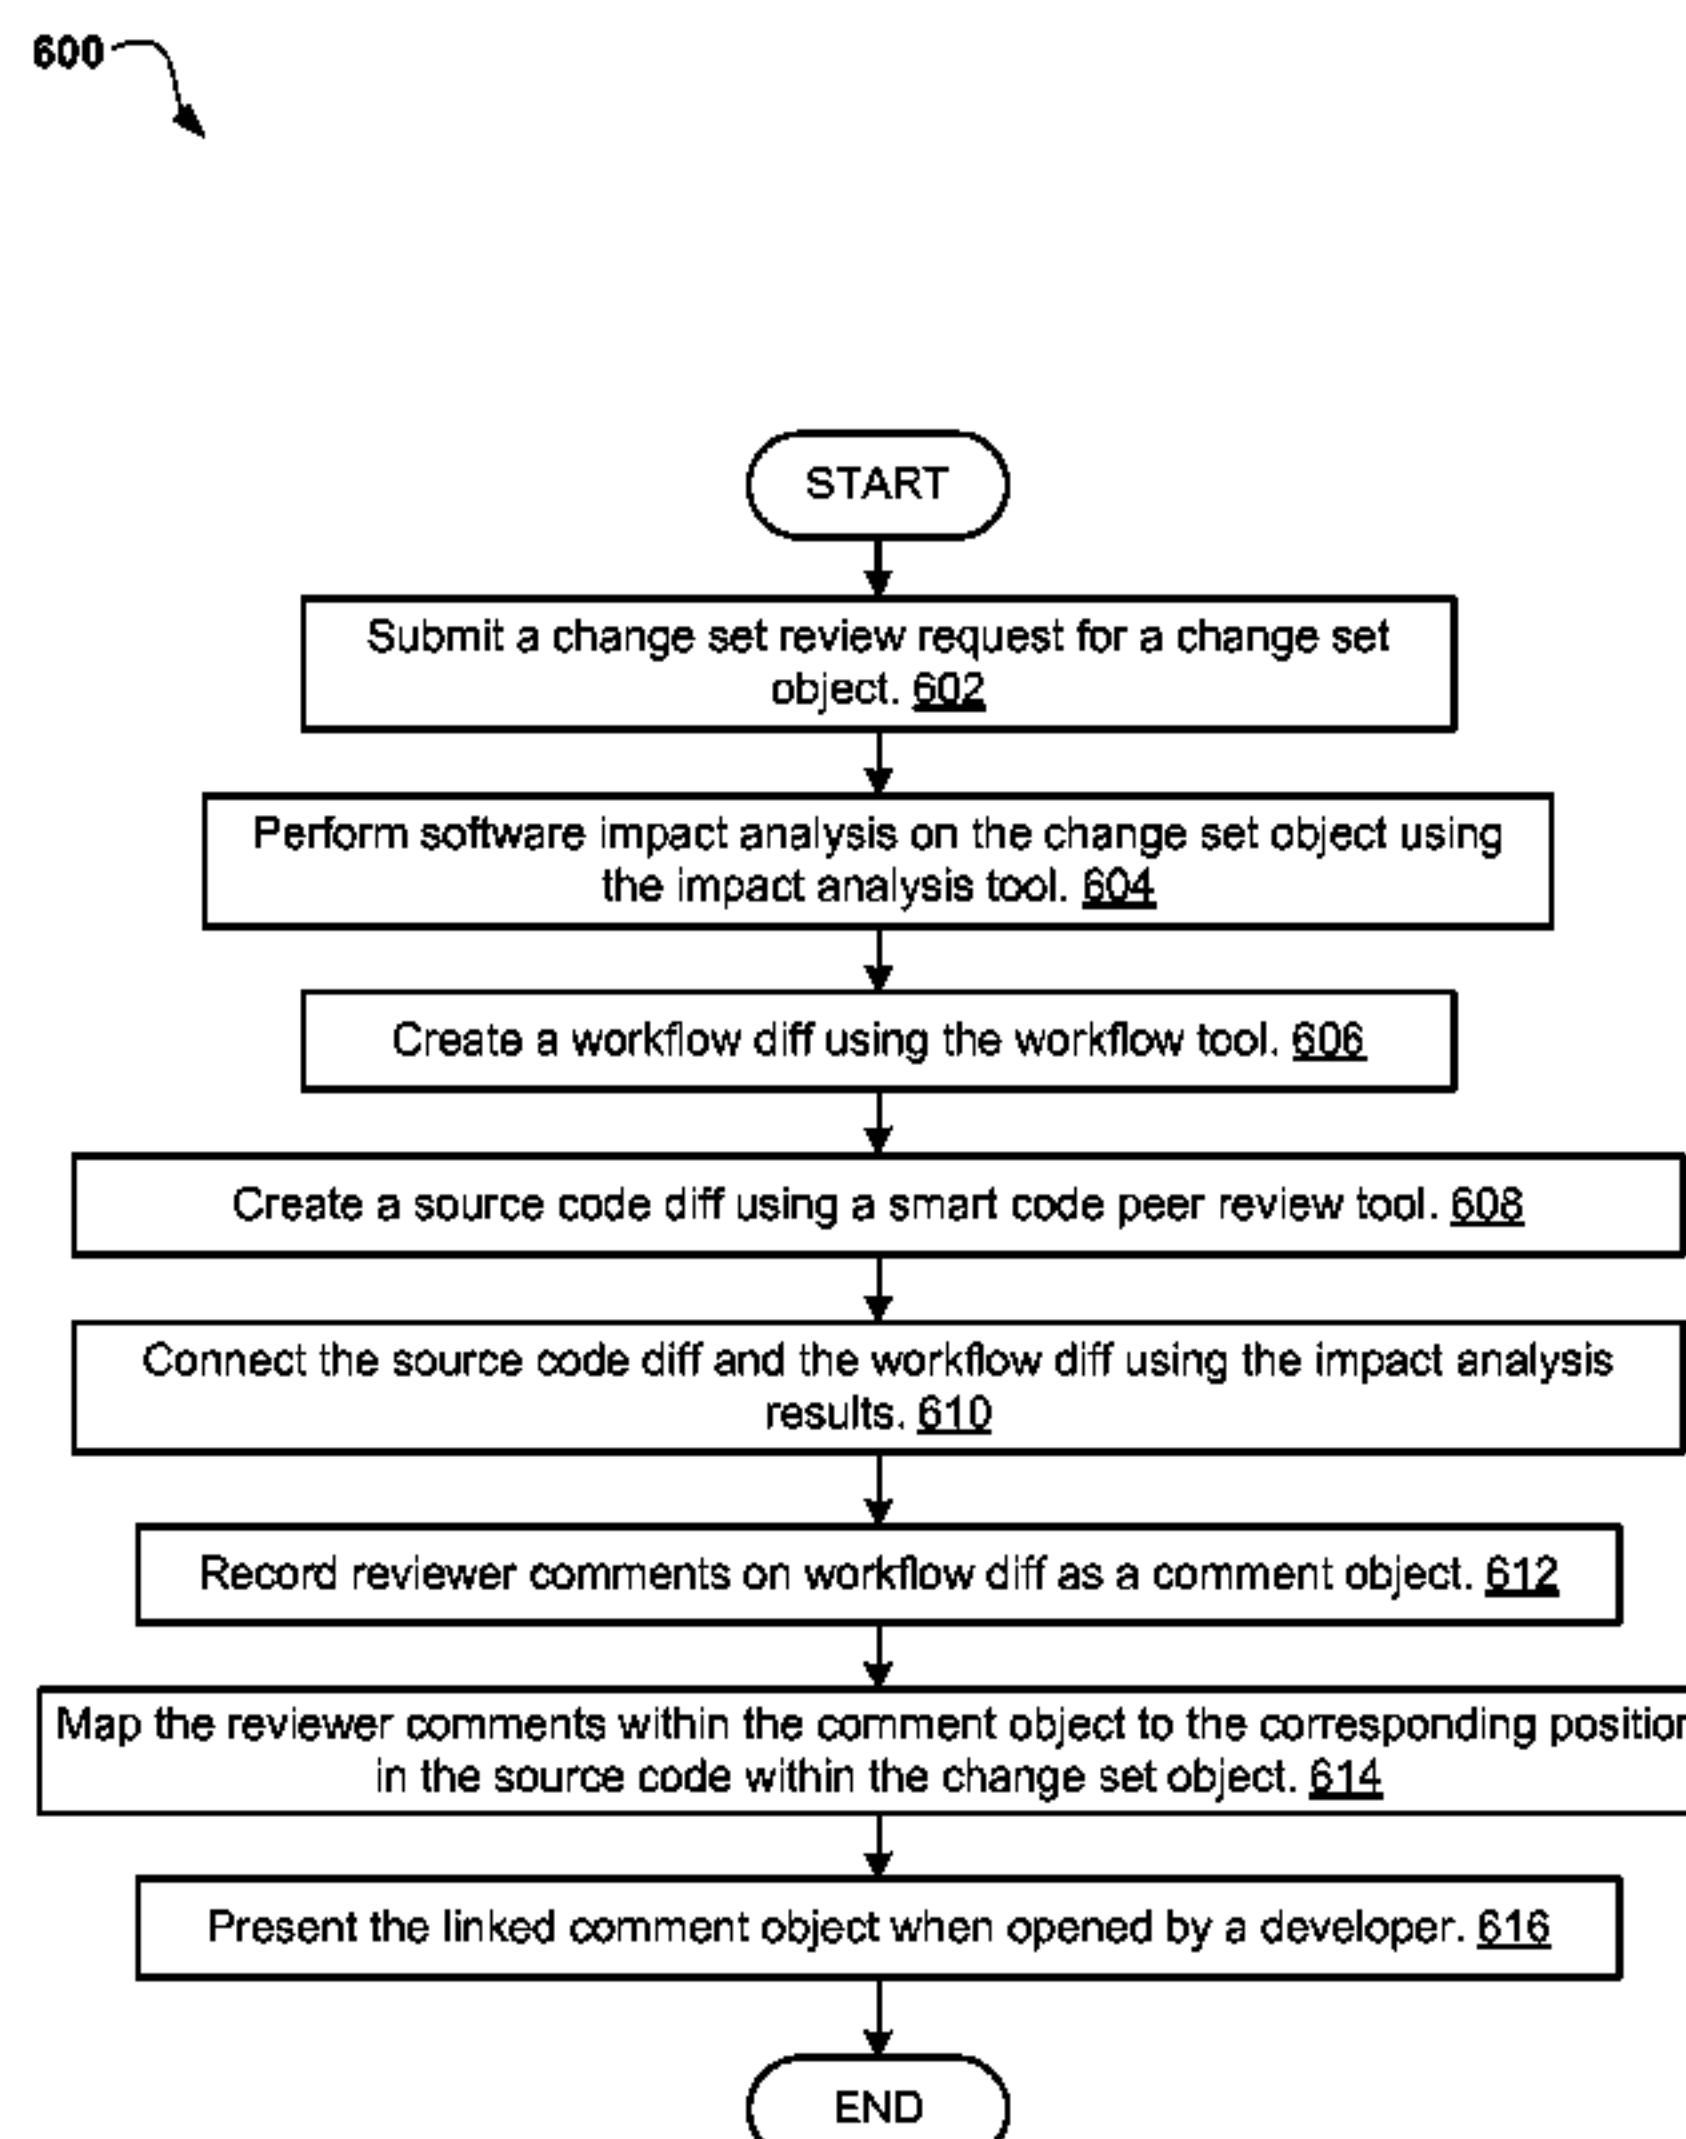 600
START
Submit a change set review request for a change set
object. 602
Perform software impact analysis on the change set object using
the impact analysis tool. 604
Create a workflow diff using the workflow tool. 606
Create a source code diff using a smart code peer review tool. 608
Connect the source code diff and the workflow diff using the impact analysis
results. 610
Record reviewer comments on workflow diff as a comment object. 612
Map the reviewer comments within the comment object to the corresponding position
in the source code within the change set object. 614
Present the linked comment object when opened by a developer. 616
END